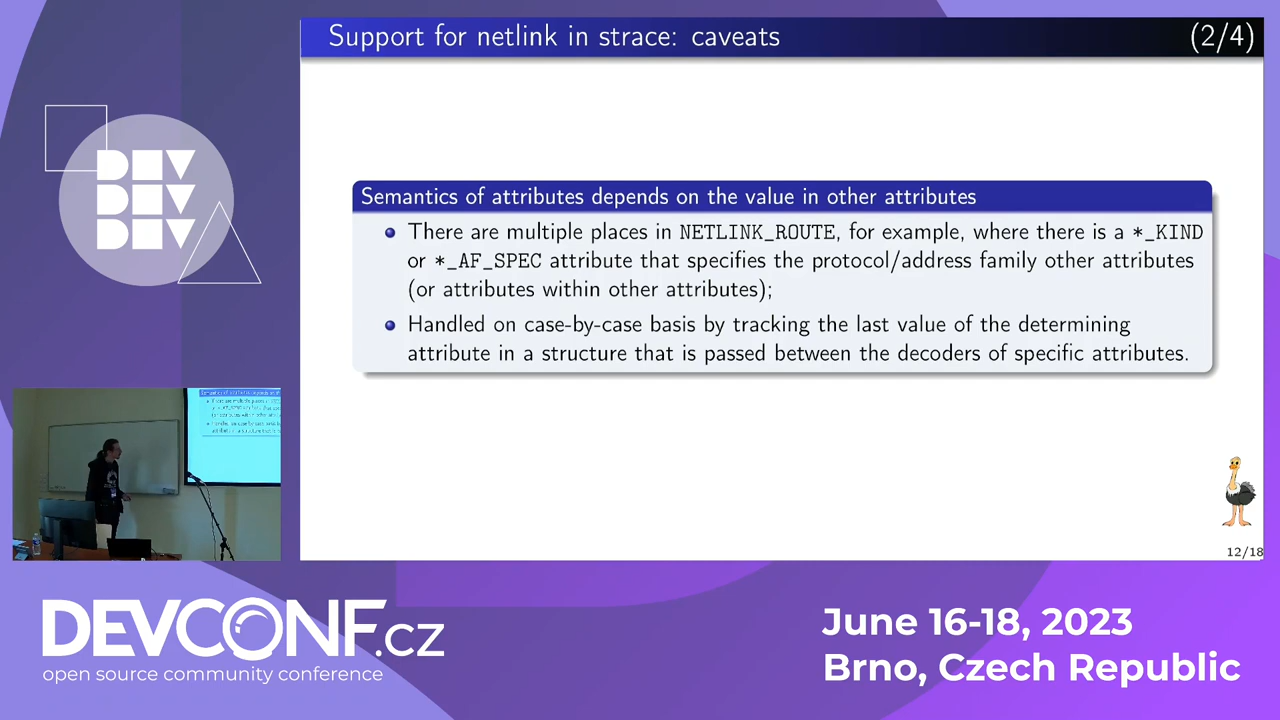 Support for netlink in strace: caveats (2/4)
DEV
DEV
DEV
Semantics of attributes depends on the value in other attributes
There are multiple places in NETLINK_ROUTE, for example, where there is a *_KIND
or *_AF_SPEC attribute that specifies the protocol/address family other attributes
(or attributes within other attributes);
Handled on case-by-case basis by tracking the last value of the determining
attribute in a structure that is passed between the decoders of specific attributes.
12/18
DEVCONF.cz
open source community conference
June 16-18, 2023
Brno, Czech Republic